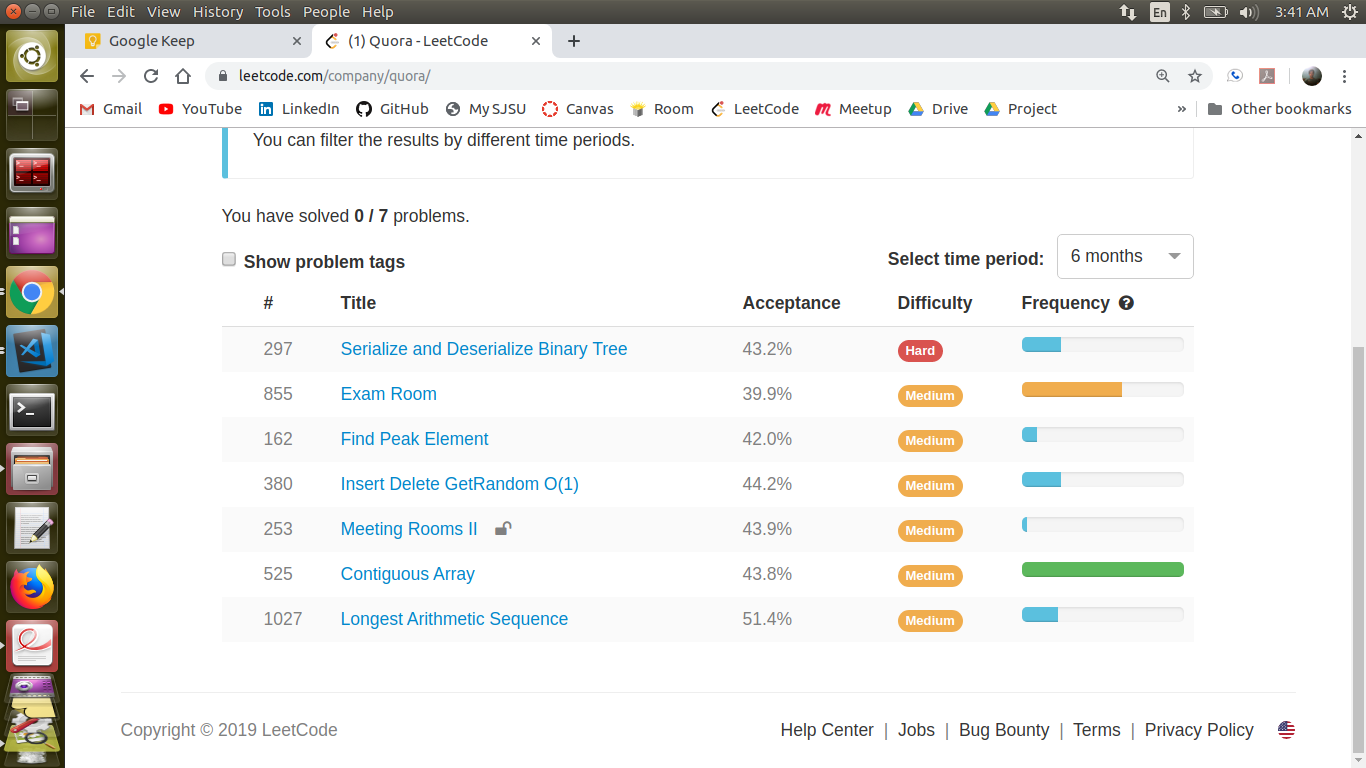 File Edit View History Tools People Help
En 3:41 AM
Google Keep
(1) Quora - LeetCode
leetcode.com/company/quora/
Gmail YouTube LinkedIn GitHub My SJSU Canvas Room LeetCode Meetup Drive Project » Other bookmarks
You can filter the results by different time periods.
You have solved 0 / 7 problems.
Show problem tags
Select time period: 6 months
# Title Acceptance Difficulty Frequency ?
297 Serialize and Deserialize Binary Tree 43.2% Hard
855 Exam Room 39.9% Medium
162 Find Peak Element 42.0% Medium
380 Insert Delete GetRandom O(1) 44.2% Medium
253 Meeting Rooms II 43.9% Medium
525 Contiguous Array 43.8% Medium
1027 Longest Arithmetic Sequence 51.4% Medium
Copyright © 2019 LeetCode
Help Center | Jobs | Bug Bounty | Terms | Privacy Policy